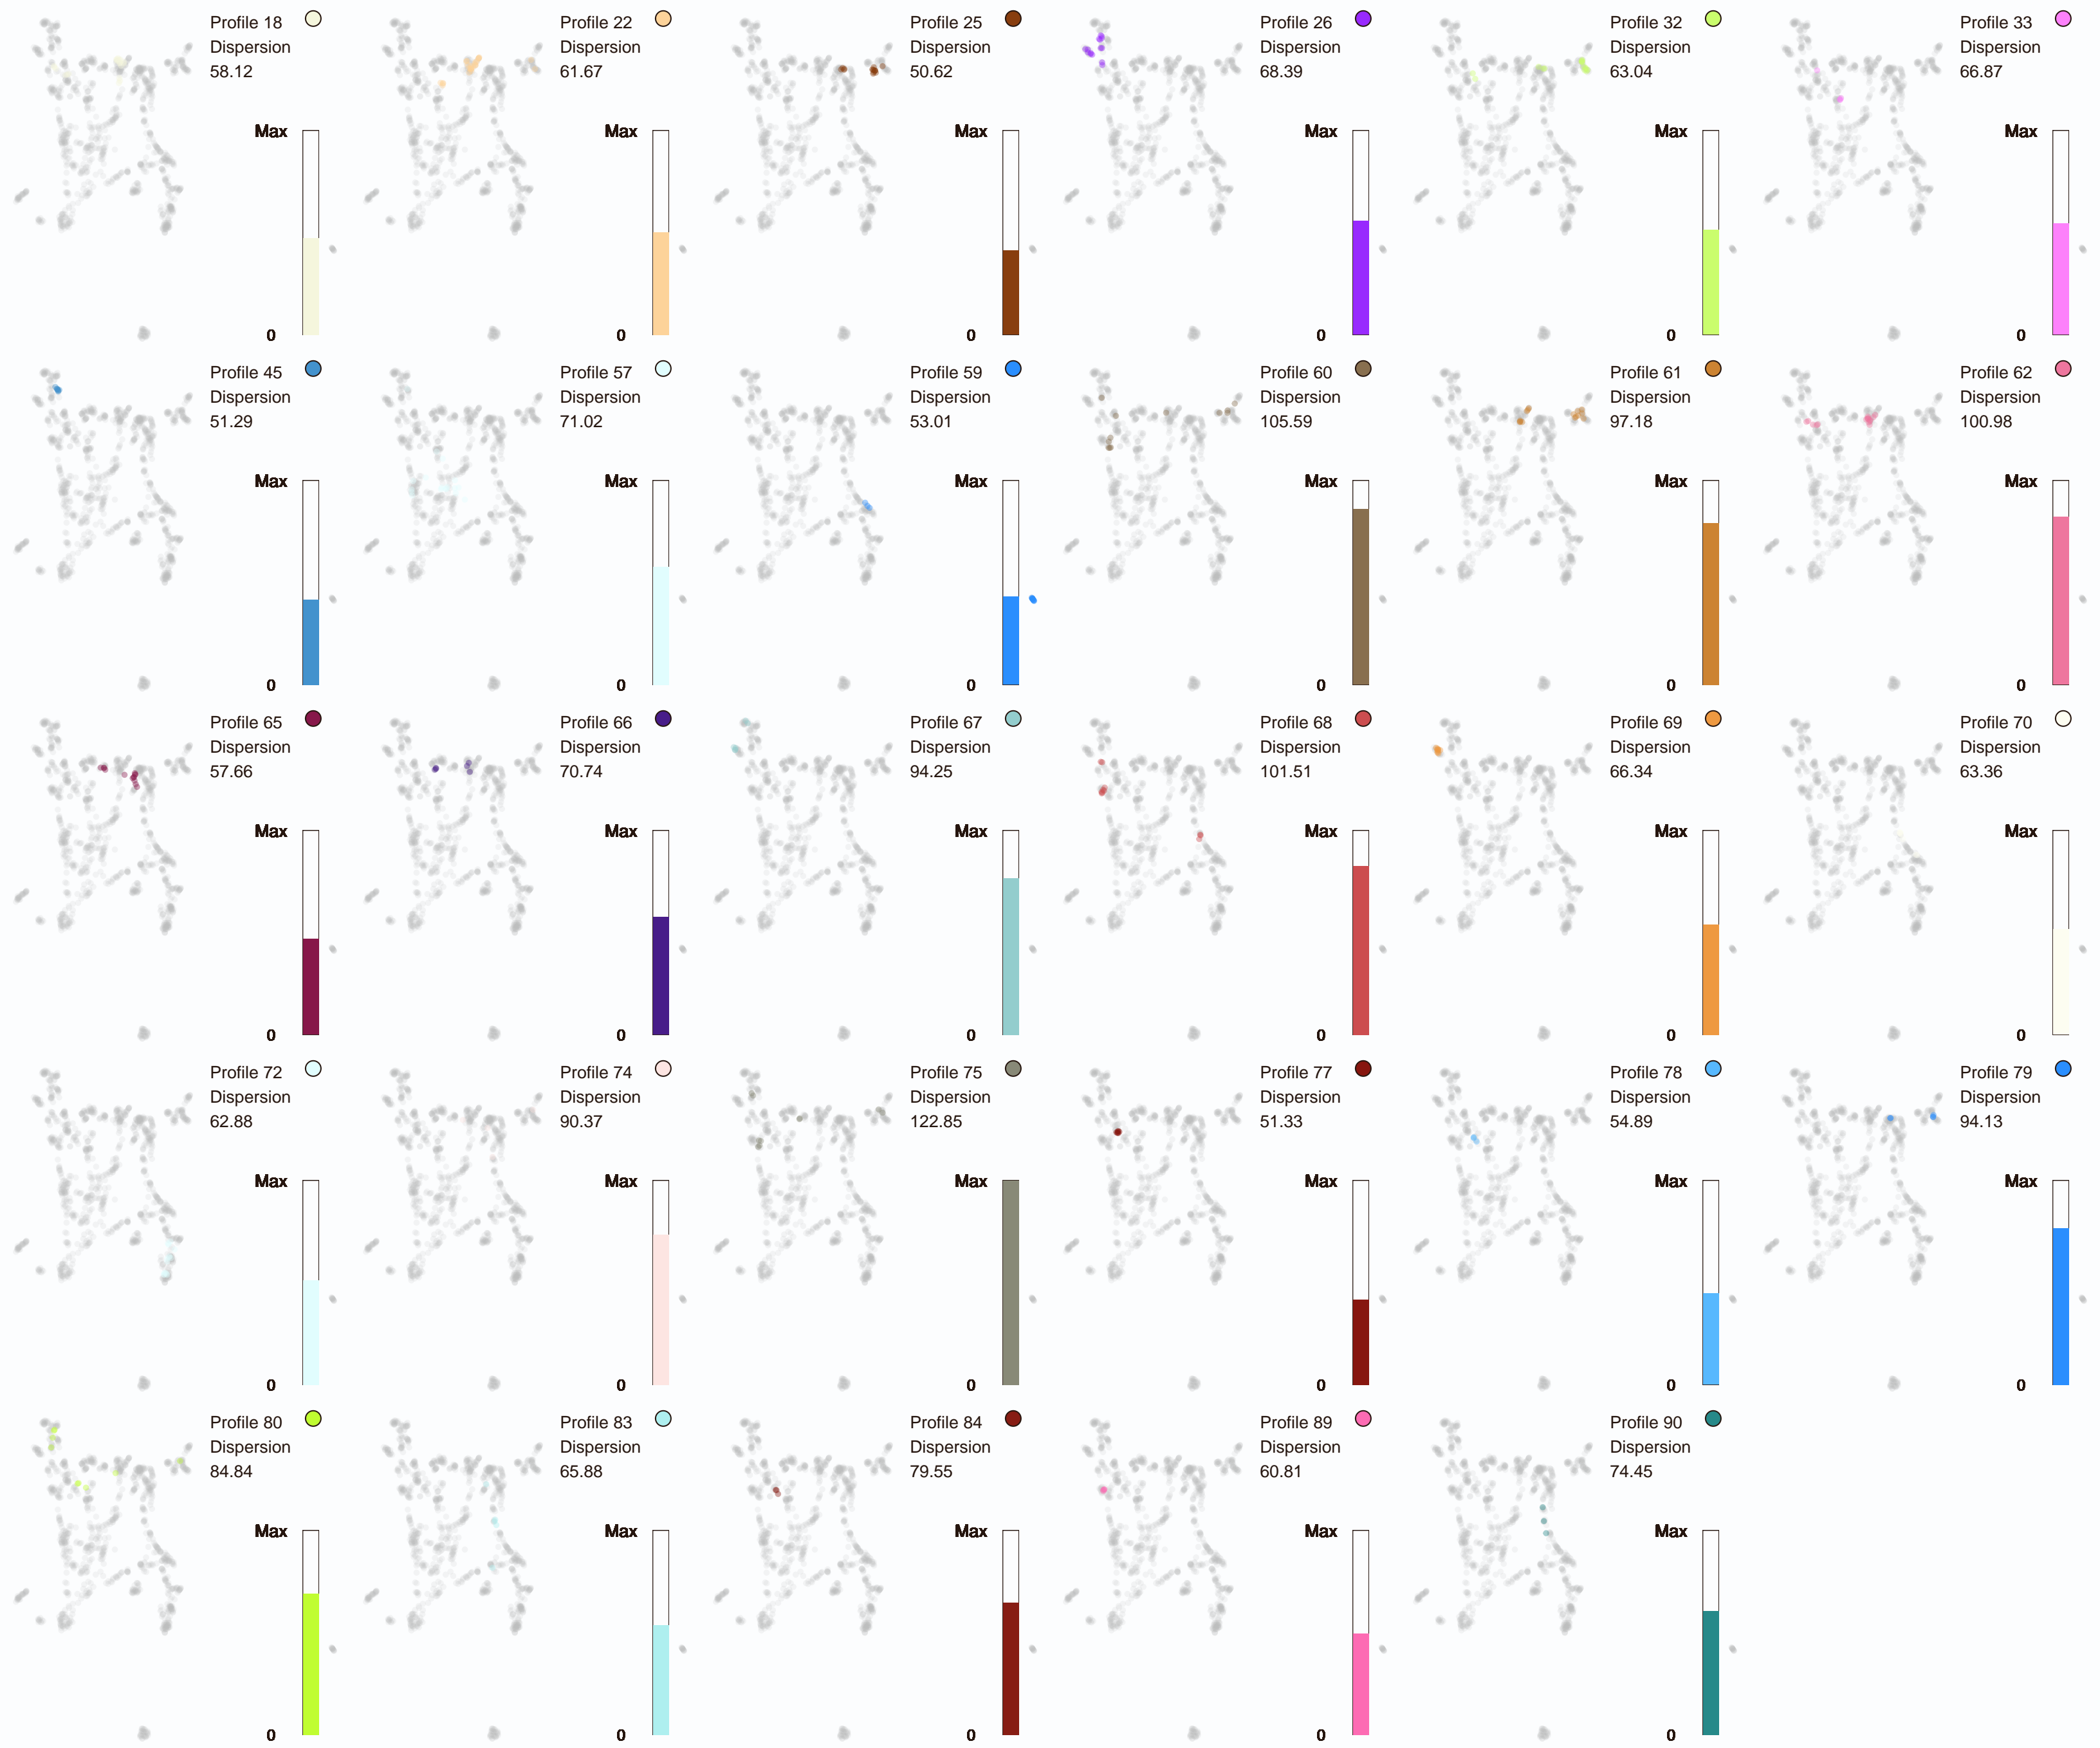 Profile 18
Dispersion
58.12
Max
0
Profile 22
Dispersion
61.67
Max
0
Profile 25
Dispersion
50.62
Max
0
Profile 26
Dispersion
68.39
Max
0
Profile 32
Dispersion
63.04
Max
0
Profile 33
Dispersion
66.87
Max
0
Profile 45
Dispersion
51.29
Max
0
Profile 57
Dispersion
71.02
Max
0
Profile 59
Dispersion
53.01
Max
0
Profile 60
Dispersion
105.59
Max
0
Profile 61
Dispersion
97.18
Max
0
Profile 62
Dispersion
100.98
Max
0
Profile 65
Dispersion
57.66
Max
0
Profile 66
Dispersion
70.74
Max
0
Profile 67
Dispersion
94.25
Max
0
Profile 68
Dispersion
101.51
Max
0
Profile 69
Dispersion
66.34
Max
0
Profile 70
Dispersion
63.36
Max
0
Profile 72
Dispersion
62.88
Max
0
Profile 74
Dispersion
90.37
Max
0
Profile 75
Dispersion
122.85
Max
0
Profile 77
Dispersion
51.33
Max
0
Profile 78
Dispersion
54.89
Max
0
Profile 79
Dispersion
94.13
Max
0
Profile 80
Dispersion
84.84
Max
0
Profile 83
Dispersion
65.88
Max
0
Profile 84
Dispersion
79.55
Max
0
Profile 89
Dispersion
60.81
Max
0
Profile 90
Dispersion
74.45
Max
0